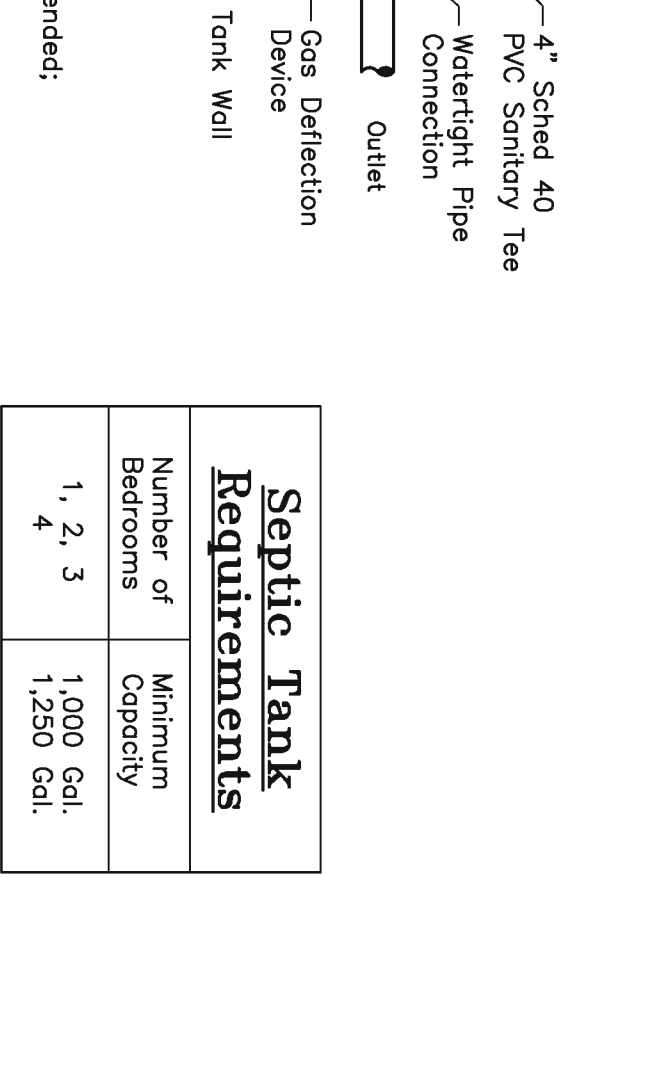 4” Sched 40
PVC Sanitary Tee
Watertight Pipe
Connection
Outlet
Gas Deflection
Device
Tank Wall
ended;
Septic Tank
Requirements
Number of
Bedrooms
Minimum
Capacity
1, 2, 3
1,000 Gal.
4
1,250 Gal.